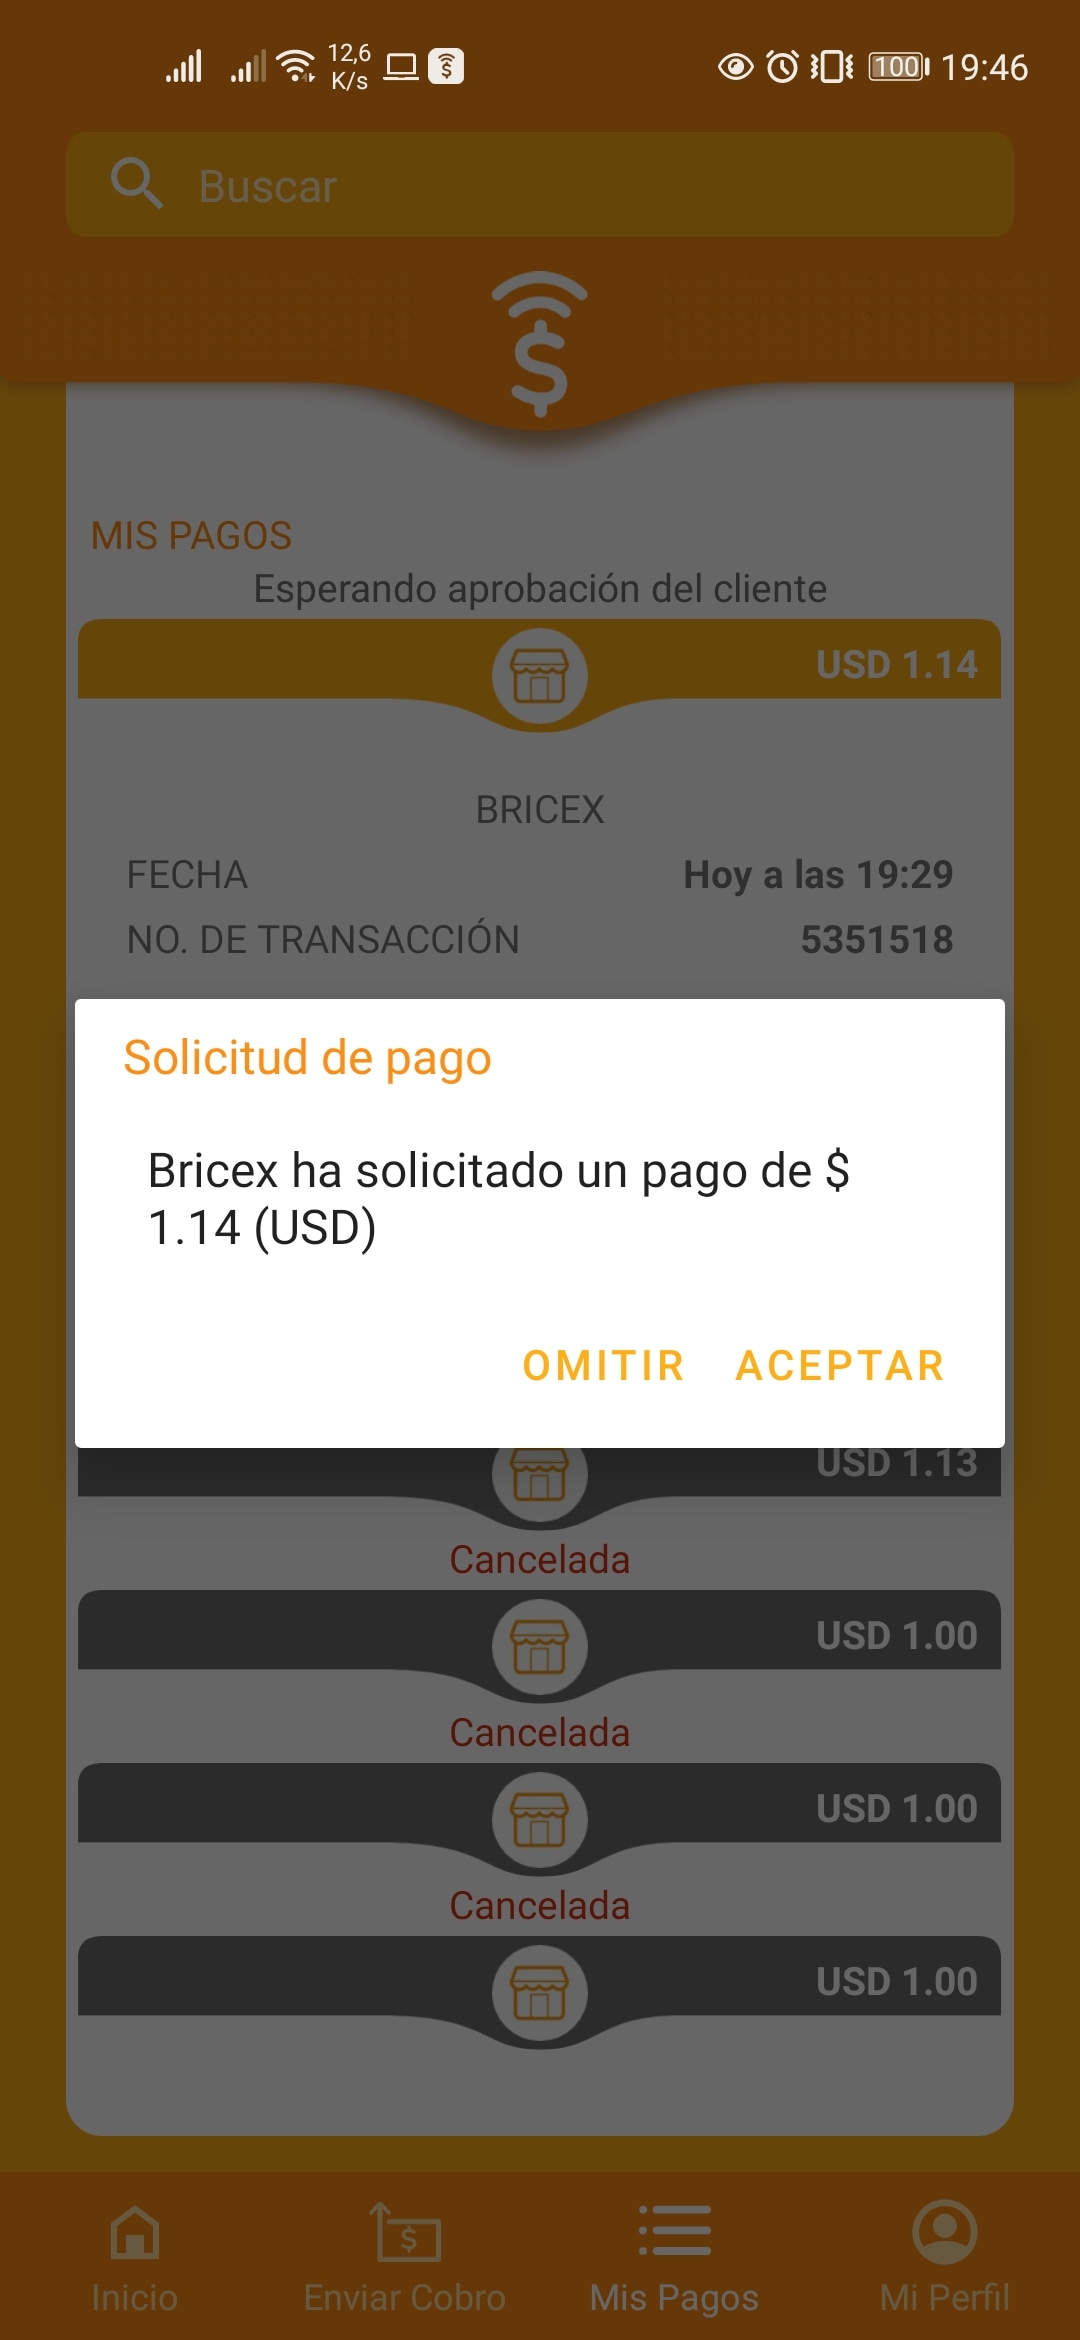 12,6
K/s
100
19:46
Buscar
MIS PAGOS
Esperando aprobación del cliente
USD 1.14
BRICEX
FECHA Hoy a las 19:29
NO. DE TRANSACCIÓN 5351518
Solicitud de pago
Bricex ha solicitado un pago de $
1.14 (USD)
OMITIR ACEPTAR
USD 1.13
Cancelada
USD 1.00
Cancelada
USD 1.00
Cancelada
USD 1.00
Inicio Enviar Cobro Mis Pagos Mi Perfil